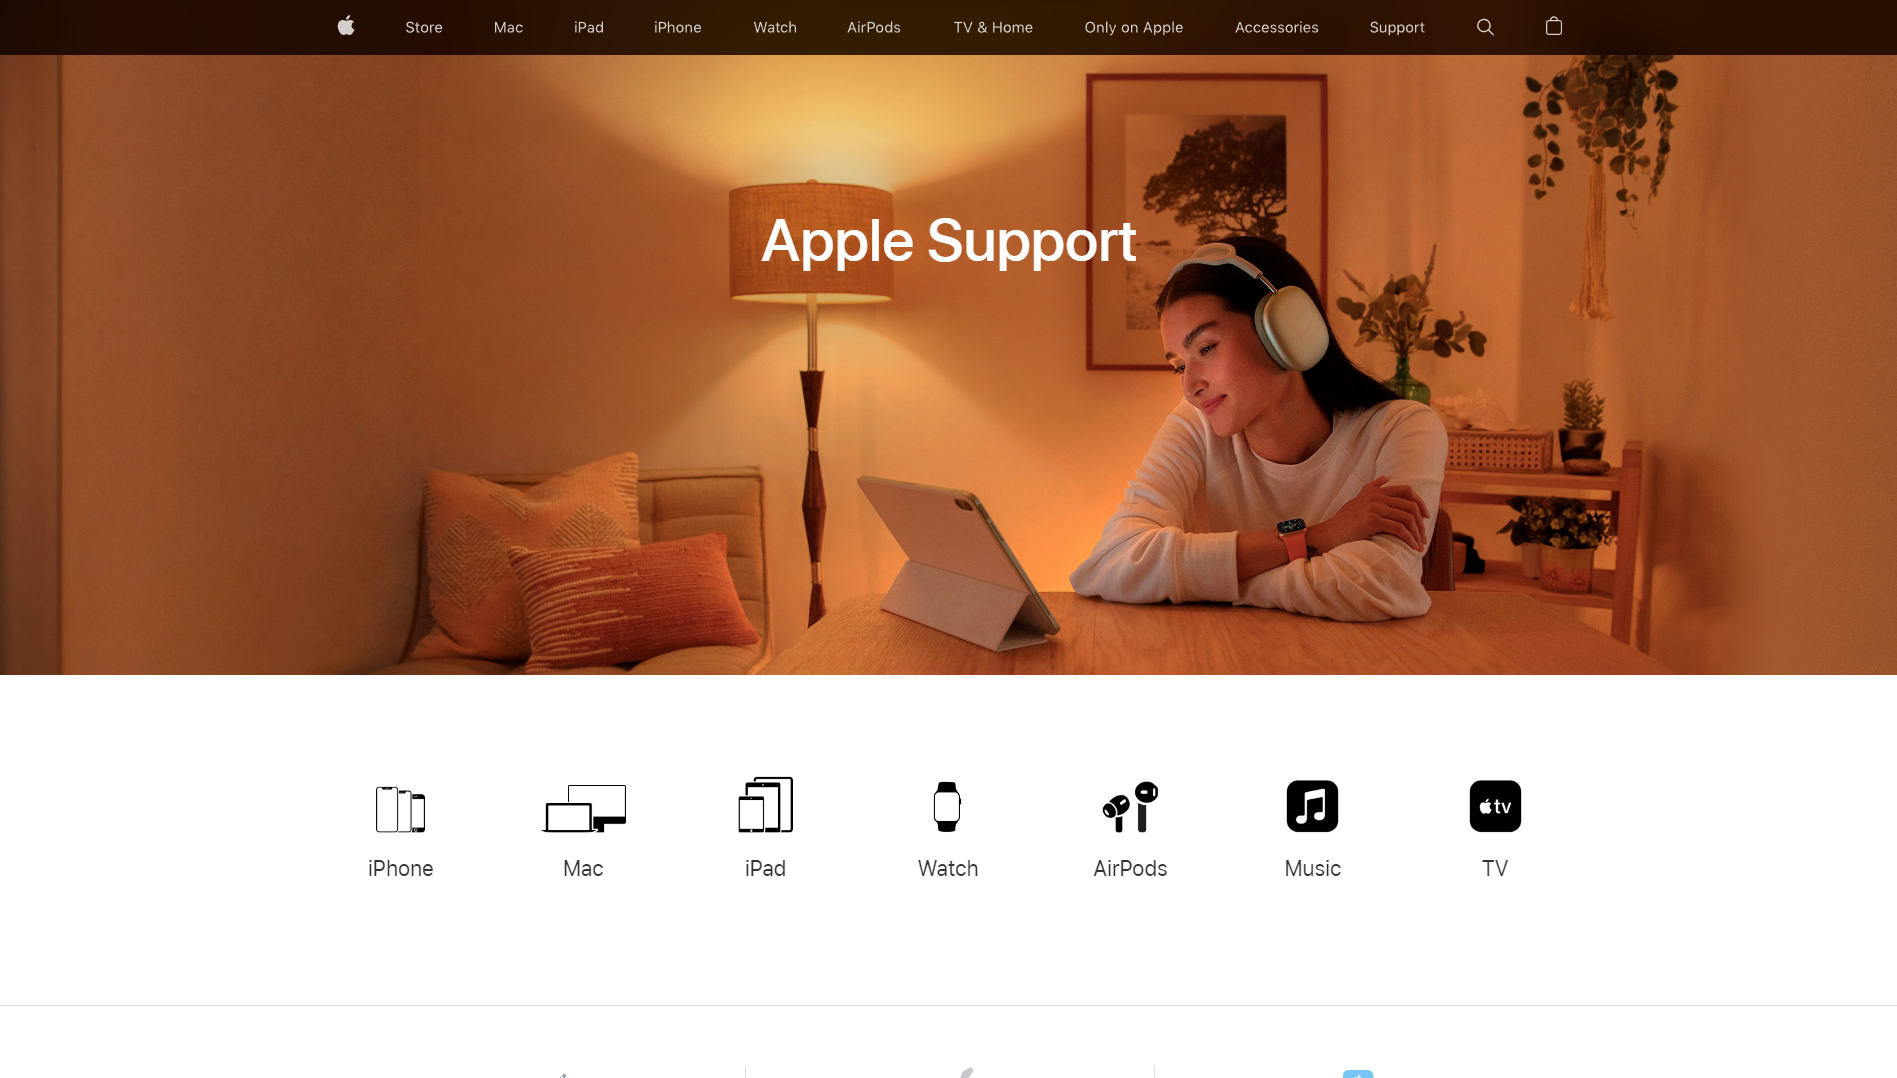 Store Mac iPad iPhone Watch AirPods TV & Home Only on Apple Accessories Support
Apple Support
tv
iPhone Mac iPad Watch AirPods Music TV